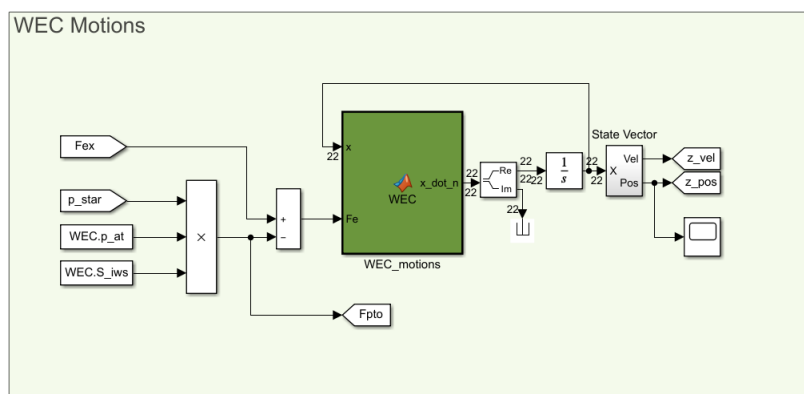 WEC Motions
State Vector
Fex
p_star
WEC.p_at
WEC.S_iws
×
+
−
x
22
Fe
WEC
x_dot_n
WEC_motions
22
22
Re
Im
22
22
22
22
1
s
22
22
X
Vel
Pos
z_vel
z_pos
Fpto